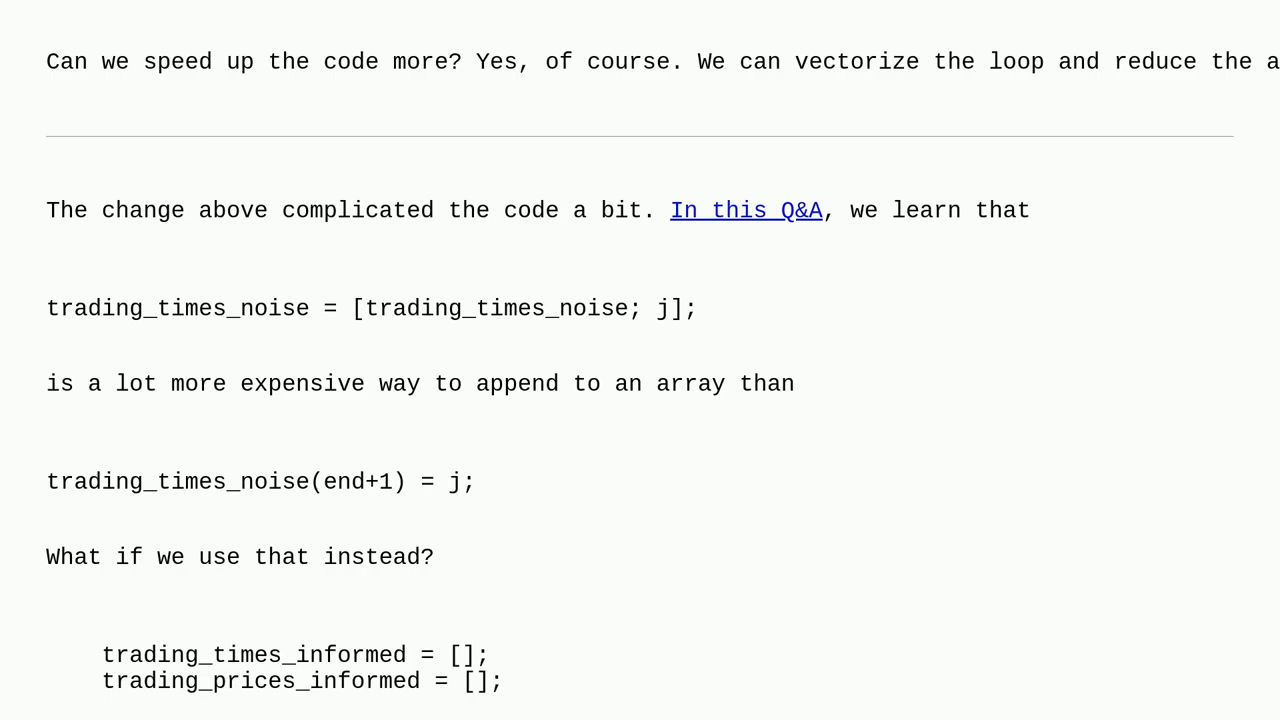 Can we speed up the code more? Yes, of course. We can vectorize the loop and reduce the
The change above complicated the code a bit. In this Q&A, we learn that
trading_times_noise = [trading_times_noise; j];
is a lot more expensive way to append to an array than
trading_times_noise(end+1) = j;
What if we use that instead?
trading_times_informed = [];
trading_prices_informed = [];